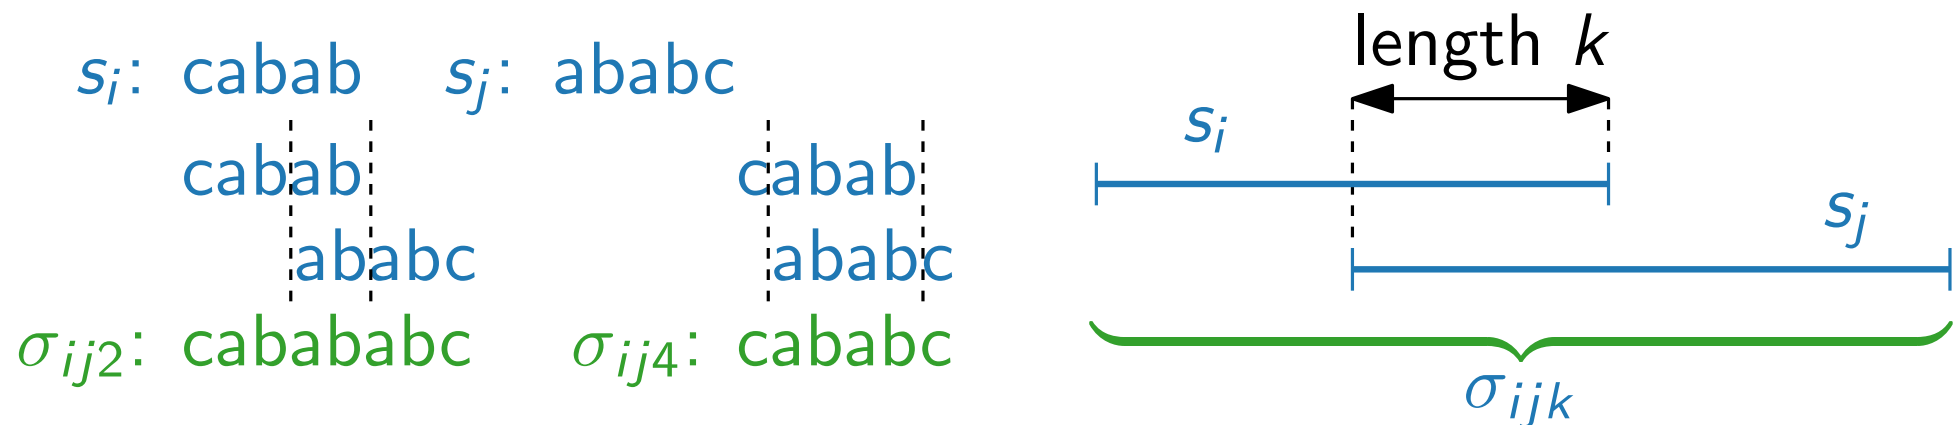 s_i: cabab s_j: ababc
cabab cabab
ababc ababc
σ_ij2: cabababc σ_ij4: cababc
length k
s_i
s_j
σ_ijk